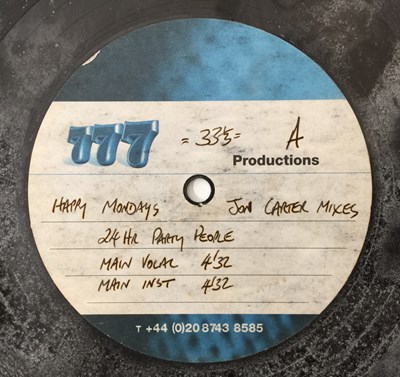 777 = 33⅓ = A
Productions
HAPPY MONDAYS JON CARTER MIXES
24 HR PARTY PEOPLE
MAIN VOCAL 4'32
MAIN INST 4'32
T +44 (0)20 8743 8585